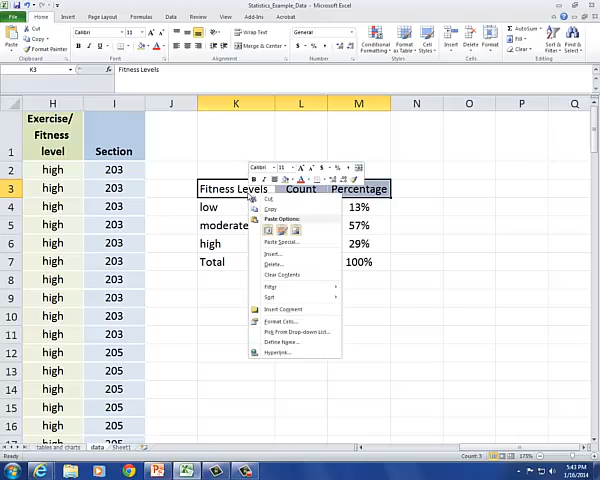 Statistics_Example_Data - Microsoft Excel
File Home Insert Page Layout Formulas Data Review View Add-Ins Acrobat
Cut
Copy
Format Painter
Paste
Clipboard
Calibri 11
Font
Wrap Text
Merge & Center
Alignment
General
Number
Conditional Formatting
Format as Table
Cell Styles
Styles
Insert Delete Format
Cells
AutoSum
Fill
Clear
Sort & Filter
Find & Select
Editing
K3 Fitness Levels
H I J K L M N O P Q
1 Exercise/ Fitness level Section
2 high 203
3 high 203 Fitness Levels Count Percentage
4 high 203 low 13%
5 high 203 moderate 57%
6 high 203 high 29%
7 high 203 Total 100%
8 high 203
9 high 203
10 high 203
11 high 203
12 high 205
13 high 205
14 high 205
15 high 205
16 high 205
17 high 205
Calibri 11
Cut
Copy
Paste Options:
Paste Special...
Insert...
Delete...
Clear Contents
Filter
Sort
Insert Comment
Format Cells...
Pick From Drop-down List...
Define Name...
Hyperlink...
tables and charts data Sheet1
Ready Count: 3 175%
5:43 PM
1/16/2014